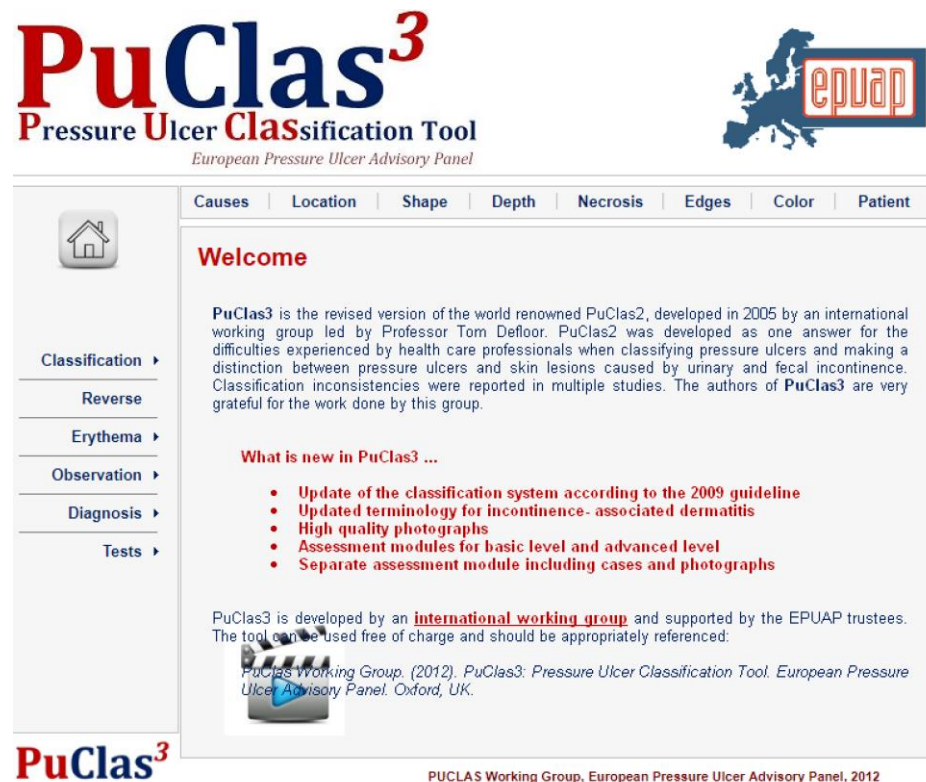 PuClas3
Pressure Ulcer ClaSsification Tool
European Pressure Ulcer Advisory Panel
epuap
Causes | Location | Shape | Depth | Necrosis | Edges | Color | Patient
Classification
Reverse
Erythema
Observation
Diagnosis
Tests
Welcome
PuClas3 is the revised version of the world renowned PuClas2, developed in 2005 by an international
working group led by Professor Tom Defloor. PuClas2 was developed as one answer for the
difficulties experienced by health care professionals when classifying pressure ulcers and making a
distinction between pressure ulcers and skin lesions caused by urinary and fecal incontinence.
Classification inconsistencies were reported in multiple studies. The authors of PuClas3 are very
grateful for the work done by this group.
What is new in PuClas3 ...
• Update of the classification system according to the 2009 guideline
• Updated terminology for incontinence- associated dermatitis
• High quality photographs
• Assessment modules for basic level and advanced level
• Separate assessment module including cases and photographs
PuClas3 is developed by an international working group and supported by the EPUAP trustees.
The tool can be used free of charge and should be appropriately referenced:
PuClas Working Group. (2012). PuClas3: Pressure Ulcer Classification Tool. European Pressure
Ulcer Advisory Panel. Oxford, UK.
PuClas3
PUCLAS Working Group, European Pressure Ulcer Advisory Panel, 2012